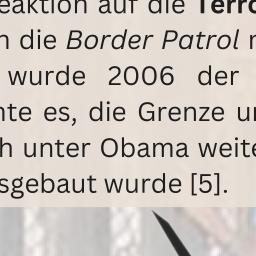 eaktion auf die Terro
n die Border Patrol
wurde 2006 der
nte es, die Grenze u
h unter Obama weite
sgebaut wurde [5].